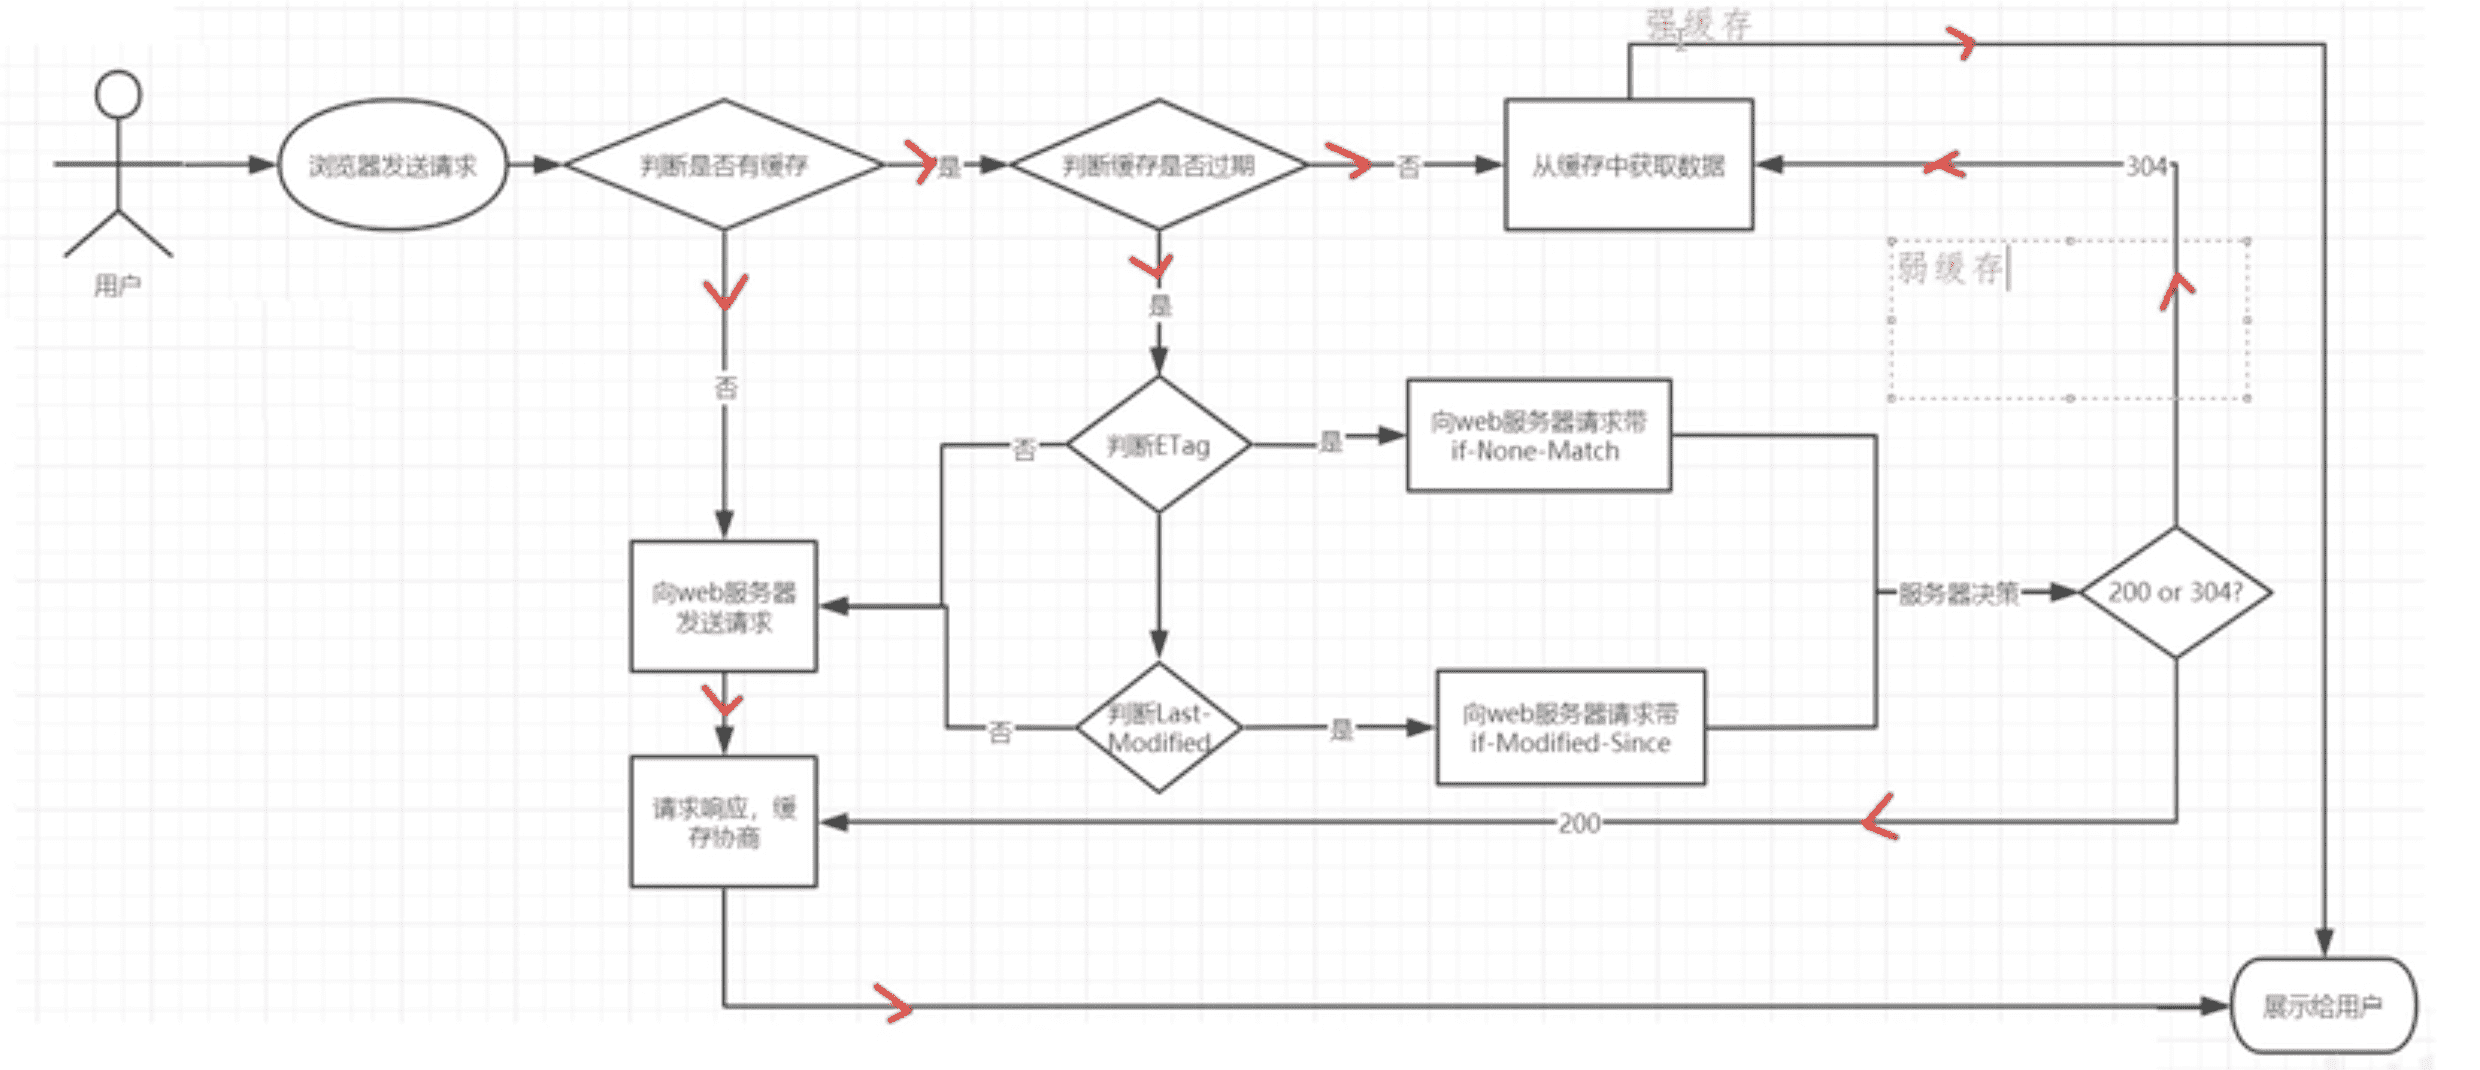 强缓存
浏览器发送请求
判断是否有缓存
是
判断缓存是否过期
否
从缓存中获取数据
304
用户
弱缓存
是
否
判断ETag
是
否
向web服务器请求带
if-None-Match
向web服务器
发送请求
服务器决策
200 or 304?
判断Last-
Modified
是
否
向web服务器请求带
if-Modified-Since
请求响应，缓
存协商
200
展示给用户